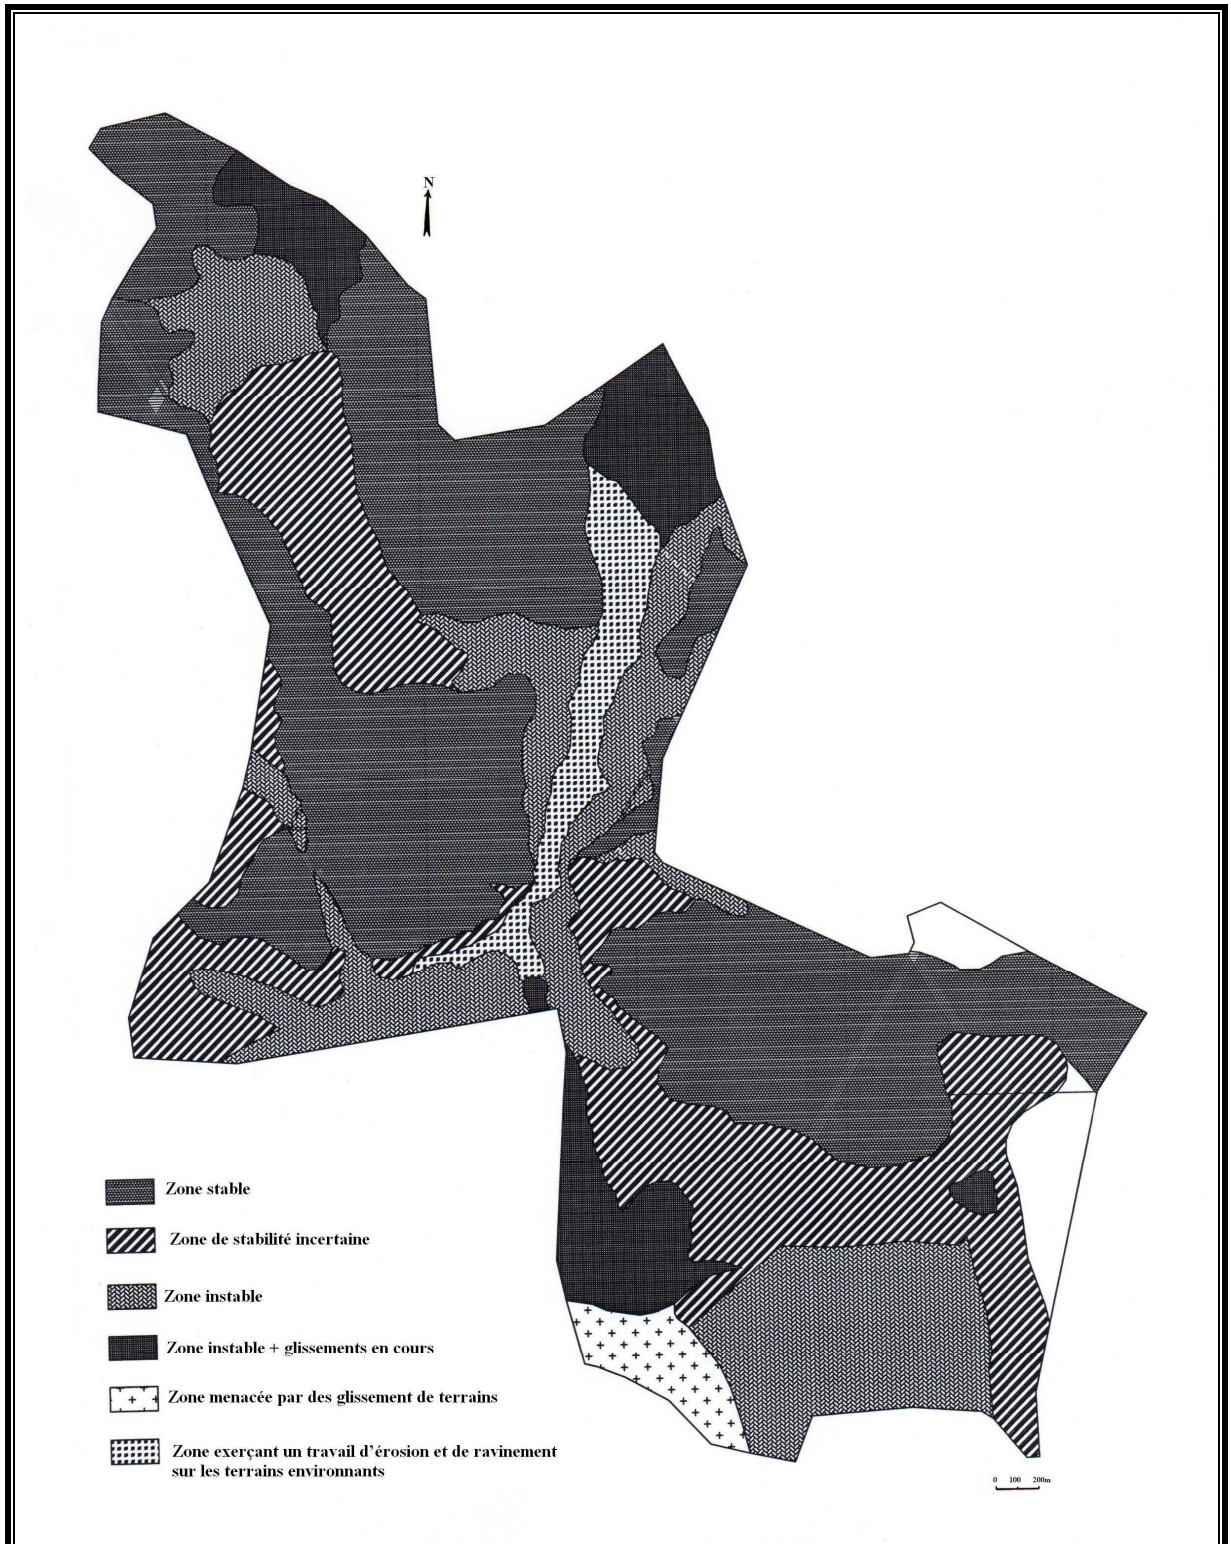 N
Zone stable
Zone de stabilité incertaine
Zone instable
Zone instable + glissements en cours
Zone menacée par des glissement de terrains
Zone exerçant un travail d'érosion et de ravinement
sur les terrains environnants
0 100 200m